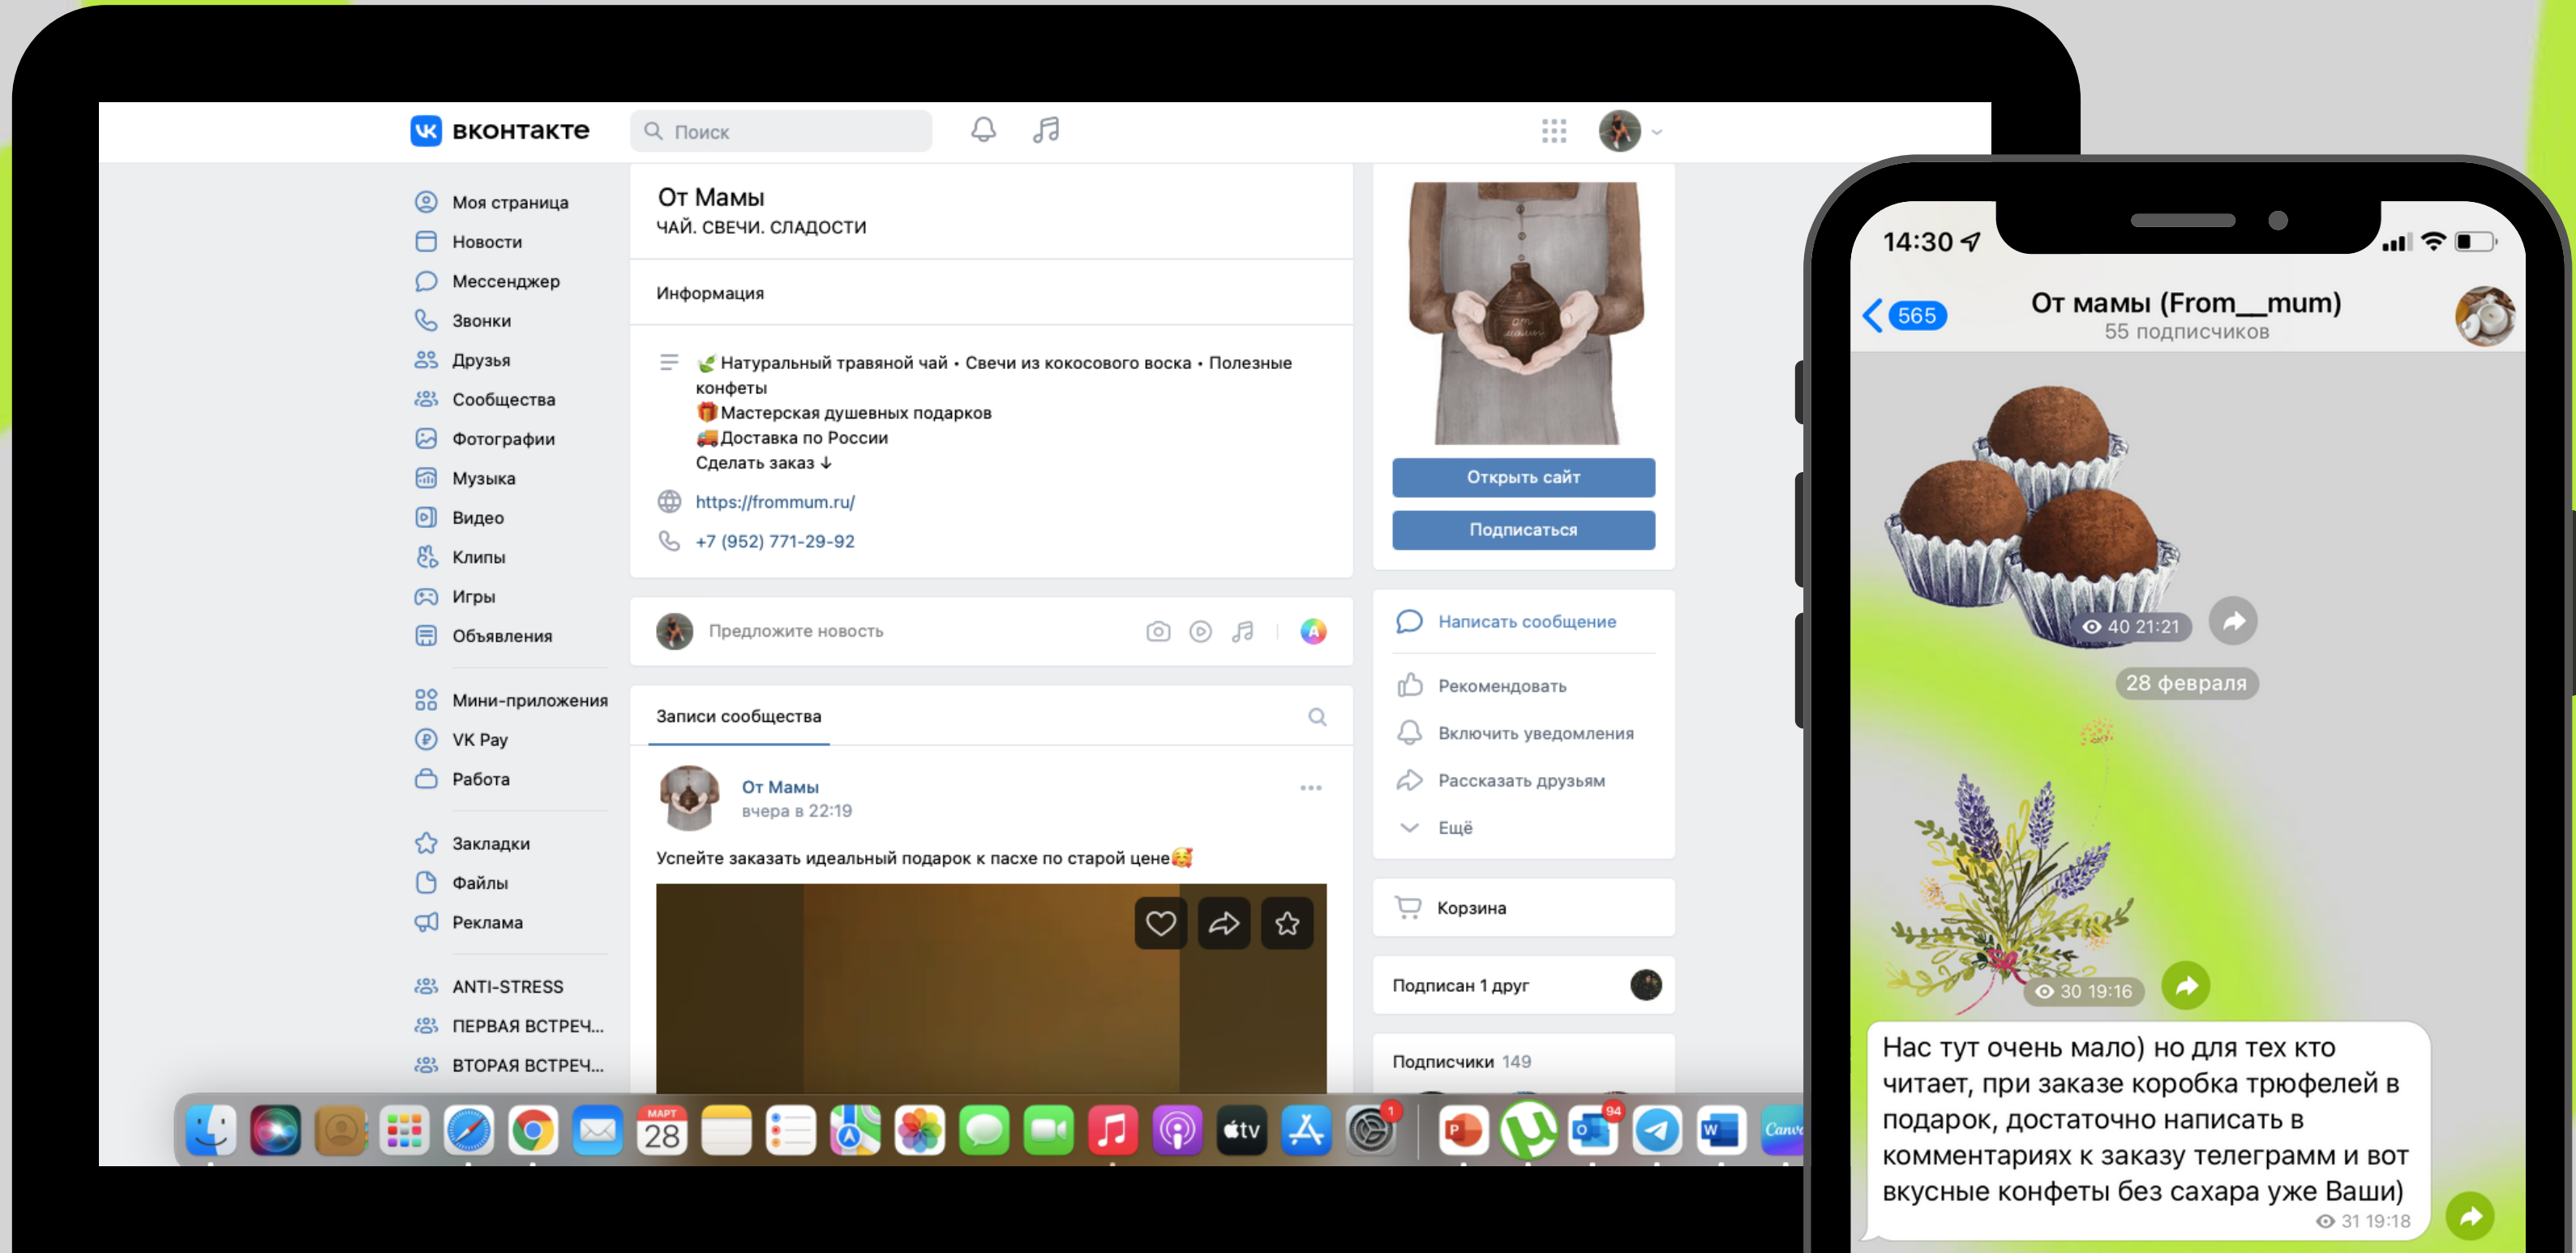 вконтакте
Поиск
Моя страница
Новости
Мессенджер
Звонки
Друзья
Сообщества
Фотографии
Музыка
Видео
Клипы
Игры
Объявления
Мини-приложения
VK Pay
Работа
Закладки
Файлы
Реклама
ANTI-STRESS
ПЕРВАЯ ВСТРЕЧ...
ВТОРАЯ ВСТРЕЧ...
От Мамы
ЧАЙ. СВЕЧИ. СЛАДОСТИ
Информация
🌿 Натуральный травяной чай • Свечи из кокосового воска • Полезные
конфеты
🎁Мастерская душевных подарков
🚚Доставка по России
Сделать заказ ↓
https://frommum.ru/
+7 (952) 771-29-92
Предложите новость
Записи сообщества
От Мамы
вчера в 22:19
Успейте заказать идеальный подарок к пасхе по старой цене🥰
от
мамы
Открыть сайт
Подписаться
Написать сообщение
Рекомендовать
Включить уведомления
Рассказать друзьям
Ещё
Корзина
Подписан 1 друг
Подписчики 149
МАРТ
28
tv
1
P
94
O
W
Canva
14:30
565
От мамы (From__mum)
55 подписчиков
40 21:21
28 февраля
30 19:16
Нас тут очень мало) но для тех кто
читает, при заказе коробка трюфелей в
подарок, достаточно написать в
комментариях к заказу телеграмм и вот
вкусные конфеты без сахара уже Ваши)
31 19:18